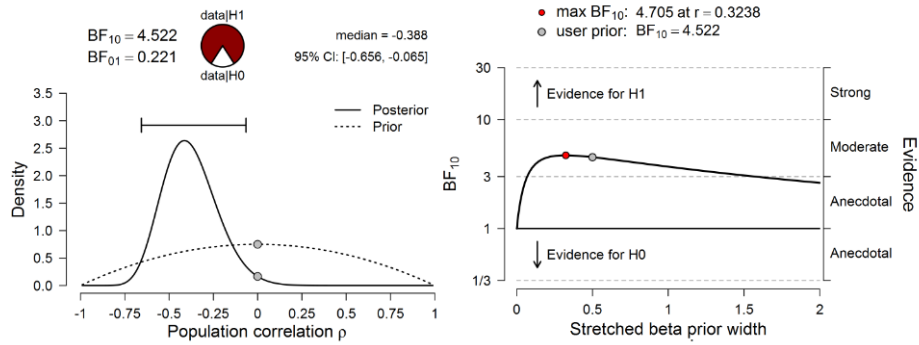 data|H1
BF10 = 4.522
BF01 = 0.221
data|H0
median = -0.388
95% CI: [-0.656, -0.065]
Posterior
Prior
3.5
3.0
2.5
2.0
1.5
1.0
0.5
0.0
Density
-1
-0.75
-0.5
-0.25
0
0.25
0.5
0.75
1
Population correlation ρ
max BF10: 4.705 at r = 0.3238
user prior: BF10 = 4.522
30
10
3
1
1/3
BF10
Evidence for H1
Evidence for H0
Strong
Moderate
Anecdotal
Anecdotal
Evidence
0
0.5
1
1.5
2
Stretched beta prior width